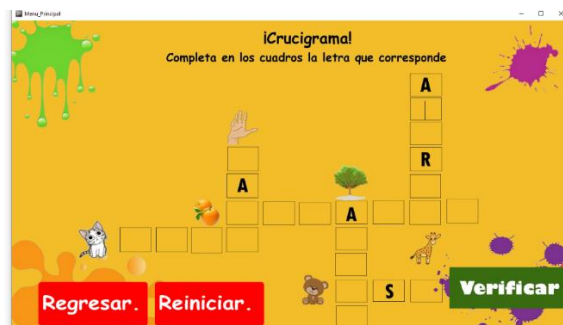 Menu_Principal
¡Crucigrama!
Completa en los cuadros la letra que corresponde
A
R
A
A
S
Regresar.
Reiniciar.
Verificar